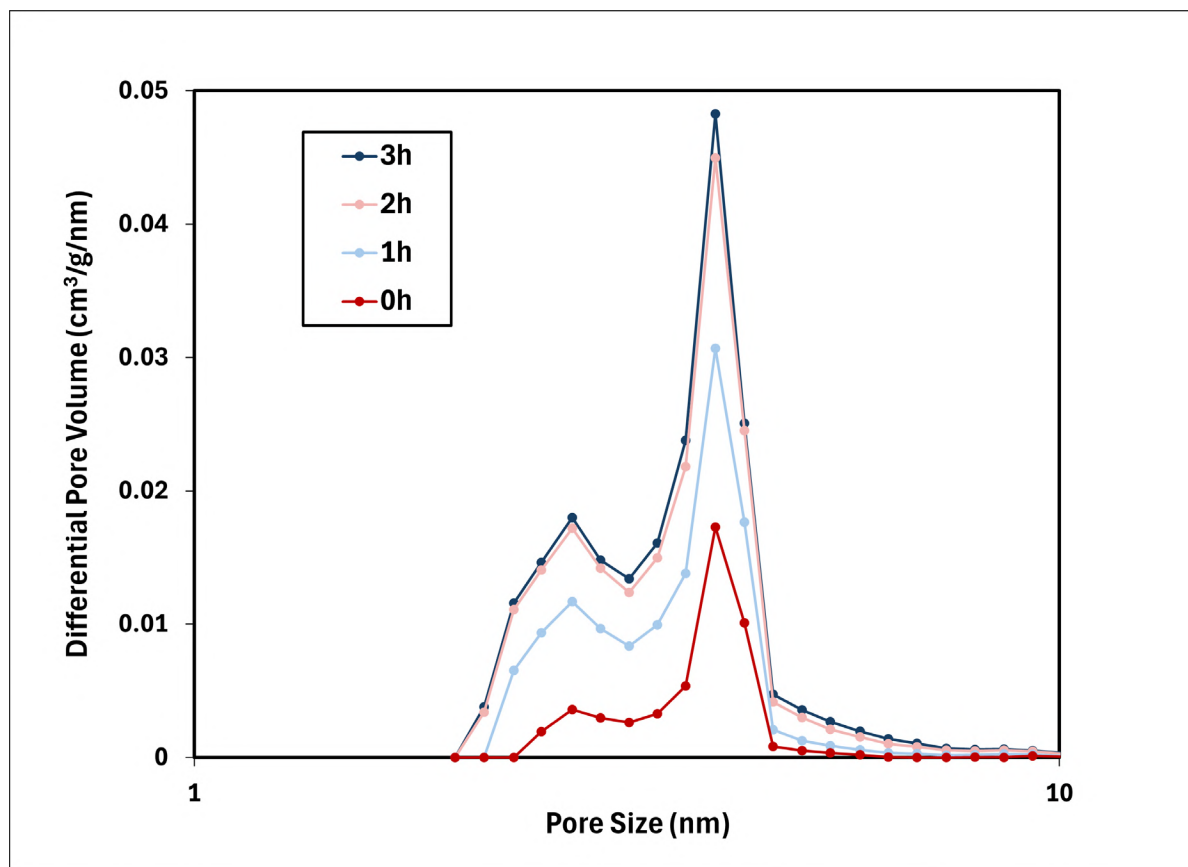 0.05
0.04
0.03
0.02
0.01
0
Differential Pore Volume (cm³/g/nm)
3h
2h
1h
0h
1
10
Pore Size (nm)